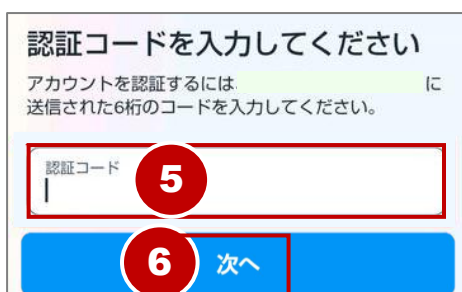 認証コードを入力してください
アカウントを認証するには に
送信された6桁のコードを入力してください。
認証コード
5
6 次へ